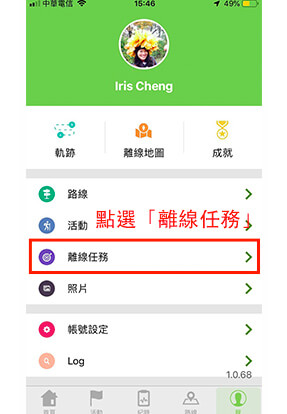 中華電信 15:46 49%
Iris Cheng
軌跡 離線地圖 成就
路線
活動 點選「離線任務」
離線任務
照片
帳號設定
Log
1.0.68
首頁 活動 紀錄 路線 我